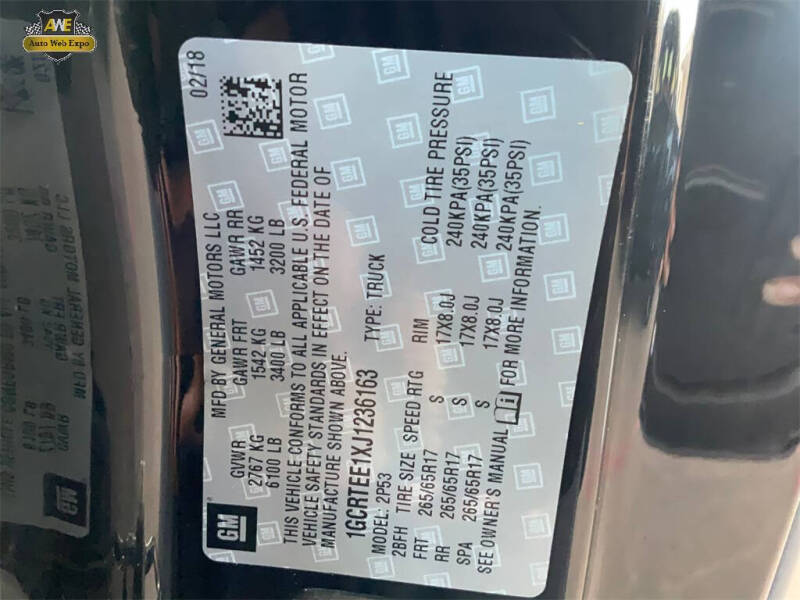 AWE
Auto Web Expo
GM
MFD BY GENERAL MOTORS LLC
02/18
GVWR GAWR FRT GAWR RR
2767 KG 1542 KG 1452 KG
6100 LB 3400 LB 3200 LB
THIS VEHICLE CONFORMS TO ALL APPLICABLE U.S. FEDERAL MOTOR
VEHICLE SAFETY STANDARDS IN EFFECT ON THE DATE OF
MANUFACTURE SHOWN ABOVE.
1GCRTEE1XJ1236163 TYPE: TRUCK
MODEL: 2P53
2BFH TIRE SIZE SPEED RTG RIM COLD TIRE PRESSURE
FRT 265/65R17 S 17X8.0J 240KPA(35PSI)
RR 265/65R17 S 17X8.0J 240KPA(35PSI)
SPA 265/65R17 S 17X8.0J 240KPA(35PSI)
SEE OWNER'S MANUAL FOR MORE INFORMATION.